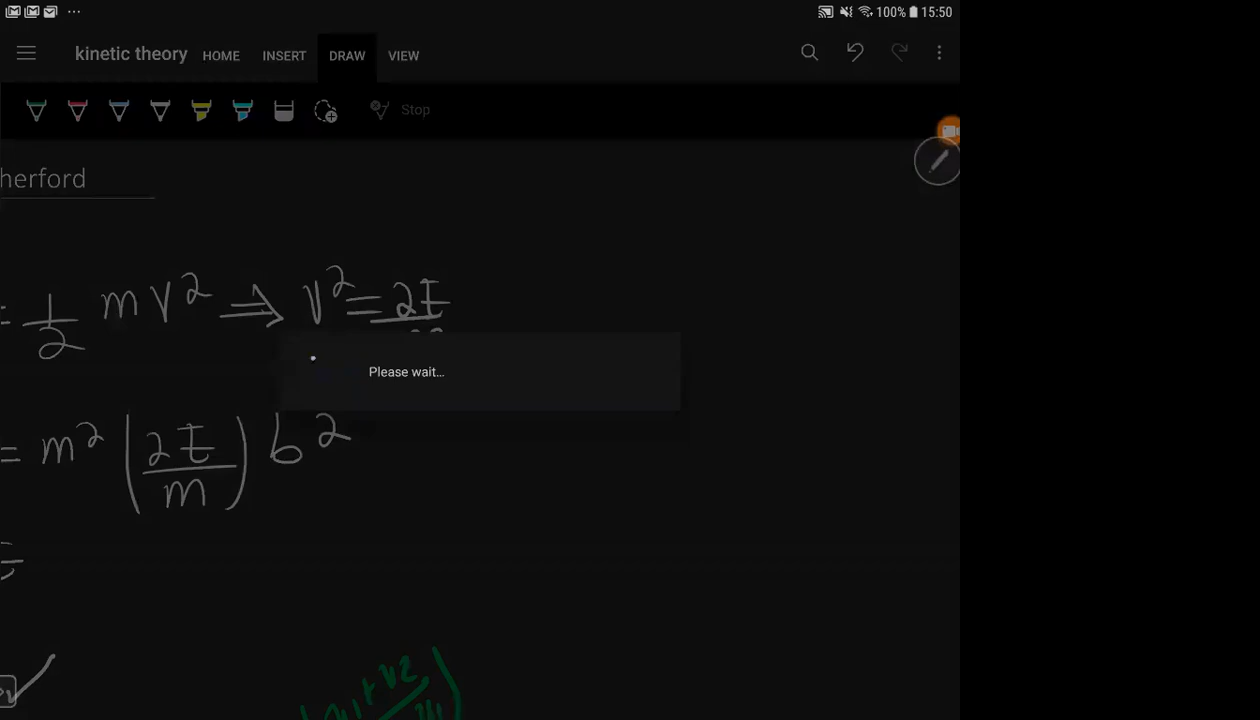 ... 100% 15:50
kinetic theory HOME INSERT DRAW VIEW
Stop
herford
= 1/2 m v² ⇒ v² = 2E
Please wait...
= m² (2E/m) b²
=